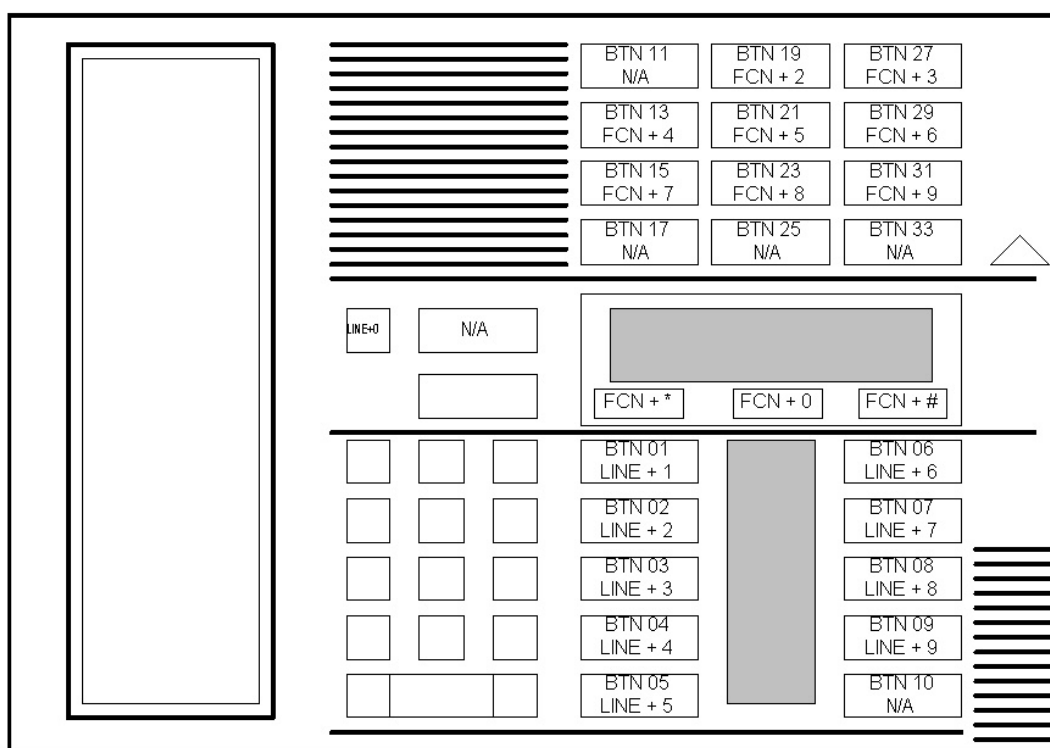 BTN 11
N/A
BTN 19
FCN + 2
BTN 27
FCN + 3
BTN 13
FCN + 4
BTN 21
FCN + 5
BTN 29
FCN + 6
BTN 15
FCN + 7
BTN 23
FCN + 8
BTN 31
FCN + 9
BTN 17
N/A
BTN 25
N/A
BTN 33
N/A
LINE+0
N/A
FCN + *
FCN + 0
FCN + #
BTN 01
LINE + 1
BTN 06
LINE + 6
BTN 02
LINE + 2
BTN 07
LINE + 7
BTN 03
LINE + 3
BTN 08
LINE + 8
BTN 04
LINE + 4
BTN 09
LINE + 9
BTN 05
LINE + 5
BTN 10
N/A